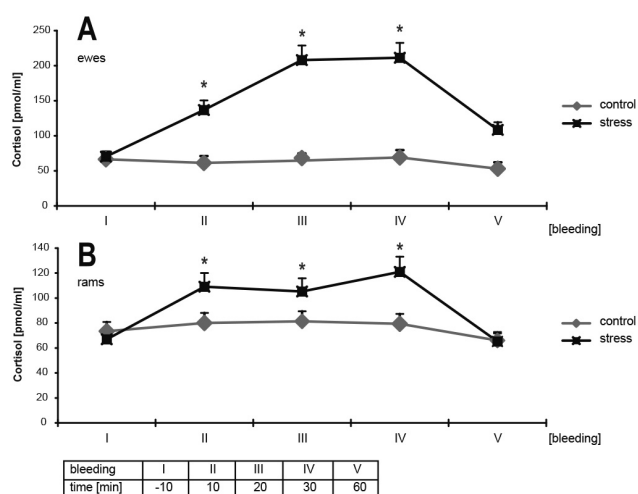 A
ewes
Cortisol [pmol/ml]
250
200
150
100
50
0
*
*
*
control
stress
I II III IV V [bleeding]
B
rams
Cortisol [pmol/ml]
140
120
100
80
60
40
20
0
*
*
*
control
stress
I II III IV V [bleeding]
bleeding I II III IV V
time [min] -10 10 20 30 60